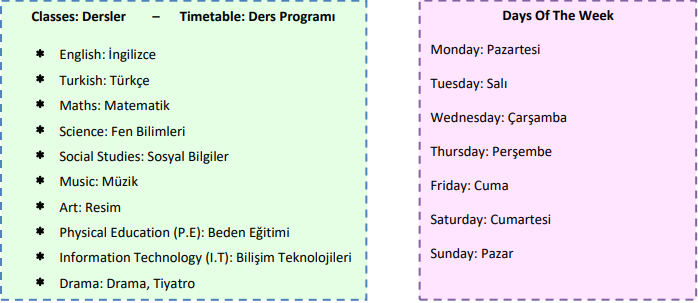 Classes: Dersler – Timetable: Ders Programı
✱ English: İngilizce
✱ Turkish: Türkçe
✱ Maths: Matematik
✱ Science: Fen Bilimleri
✱ Social Studies: Sosyal Bilgiler
✱ Music: Müzik
✱ Art: Resim
✱ Physical Education (P.E): Beden Eğitimi
✱ Information Technology (I.T): Bilişim Teknolojileri
✱ Drama: Drama, Tiyatro
Days Of The Week
Monday: Pazartesi
Tuesday: Salı
Wednesday: Çarşamba
Thursday: Perşembe
Friday: Cuma
Saturday: Cumartesi
Sunday: Pazar